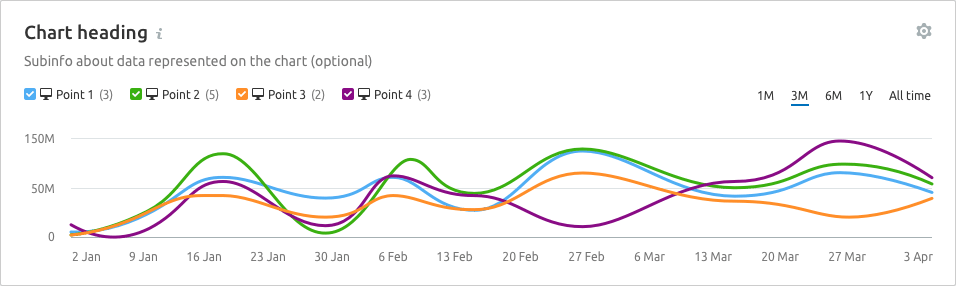 Chart heading i
Subinfo about data represented on the chart (optional)
Point 1 (3) Point 2 (5) Point 3 (2) Point 4 (3) 1M 3M 6M 1Y All time
150M
50M
0
2 Jan 9 Jan 16 Jan 23 Jan 30 Jan 6 Feb 13 Feb 20 Feb 27 Feb 6 Mar 13 Mar 20 Mar 27 Mar 3 Apr